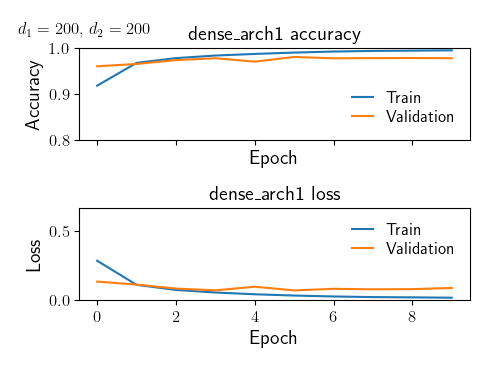 d₁ = 200, d₂ = 200
dense_arch1 accuracy
1.0
0.9
0.8
Accuracy
Train
Validation
Epoch
dense_arch1 loss
0.5
0.0
Loss
Train
Validation
0 2 4 6 8
Epoch